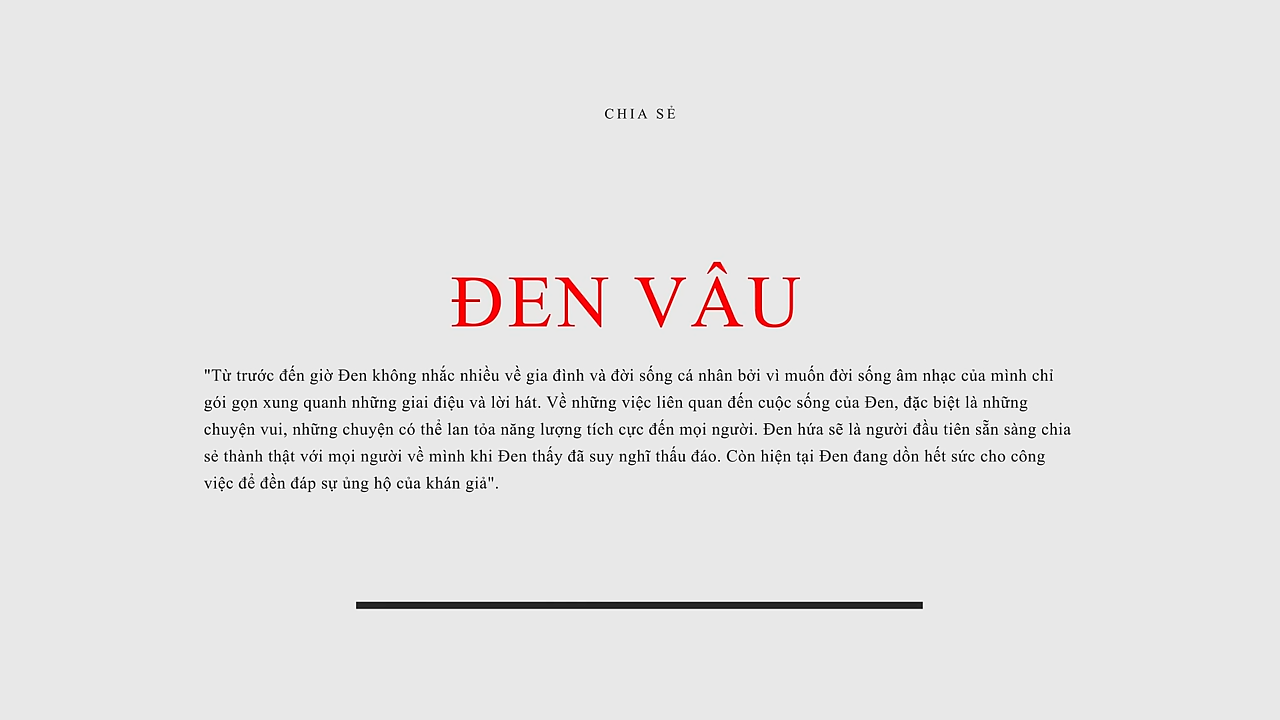 CHIA SẺ
ĐEN VÂU
"Từ trước đến giờ Đen không nhắc nhiều về gia đình và đời sống cá nhân bởi vì muốn đời sống âm nhạc của mình chỉ
gói gọn xung quanh những giai điệu và lời hát. Về những việc liên quan đến cuộc sống của Đen, đặc biệt là những
chuyện vui, những chuyện có thể lan tỏa năng lượng tích cực đến mọi người. Đen hứa sẽ là người đầu tiên sẵn sàng chia
sẻ thành thật với mọi người về mình khi Đen thấy đã suy nghĩ thấu đáo. Còn hiện tại Đen đang dồn hết sức cho công
việc để đền đáp sự ủng hộ của khán giả".